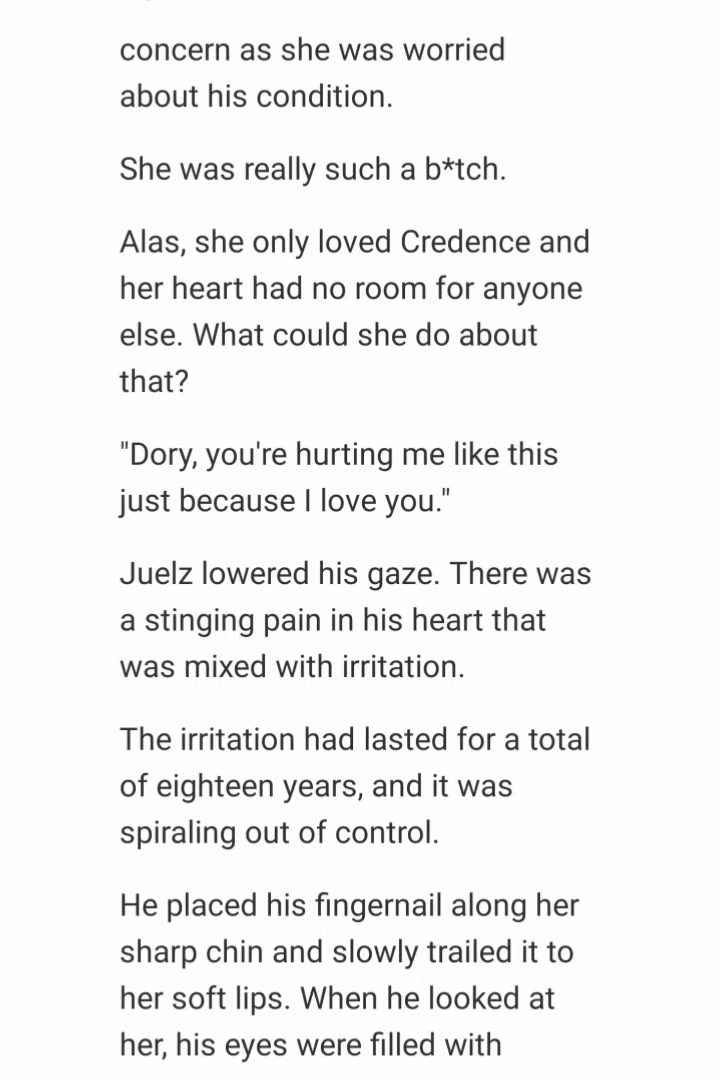 concern as she was worried
about his condition.
She was really such a b*tch.
Alas, she only loved Credence and
her heart had no room for anyone
else. What could she do about
that?
"Dory, you're hurting me like this
just because I love you."
Juelz lowered his gaze. There was
a stinging pain in his heart that
was mixed with irritation.
The irritation had lasted for a total
of eighteen years, and it was
spiraling out of control.
He placed his fingernail along her
sharp chin and slowly trailed it to
her soft lips. When he looked at
her, his eyes were filled with